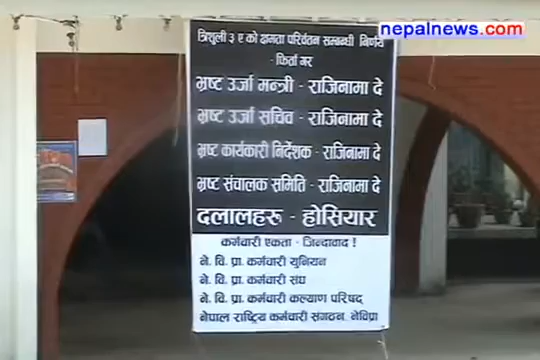 nepalnews.com
त्रिशुली ३ ए को क्षमता परिवर्तन सम्बन्धी निर्णय
- फिर्ता गर
भ्रष्ट उर्जा मन्त्री - राजिनामा दे
भ्रष्ट उर्जा सचिव - राजिनामा दे
भ्रष्ट कार्यकारी निर्देशक - राजिनामा दे
भ्रष्ट संचालक समिति - राजिनामा दे
दलालहरु - होसियार
कर्मचारी एकता - जिन्दावाद !
ने. वि. प्रा. कर्मचारी युनियन
ने. वि. प्रा. कर्मचारी संघ
ने. वि. प्रा. कर्मचारी कल्याण परिषद्
नेपाल राष्ट्रिय कर्मचारी संगठन, नेविप्रा